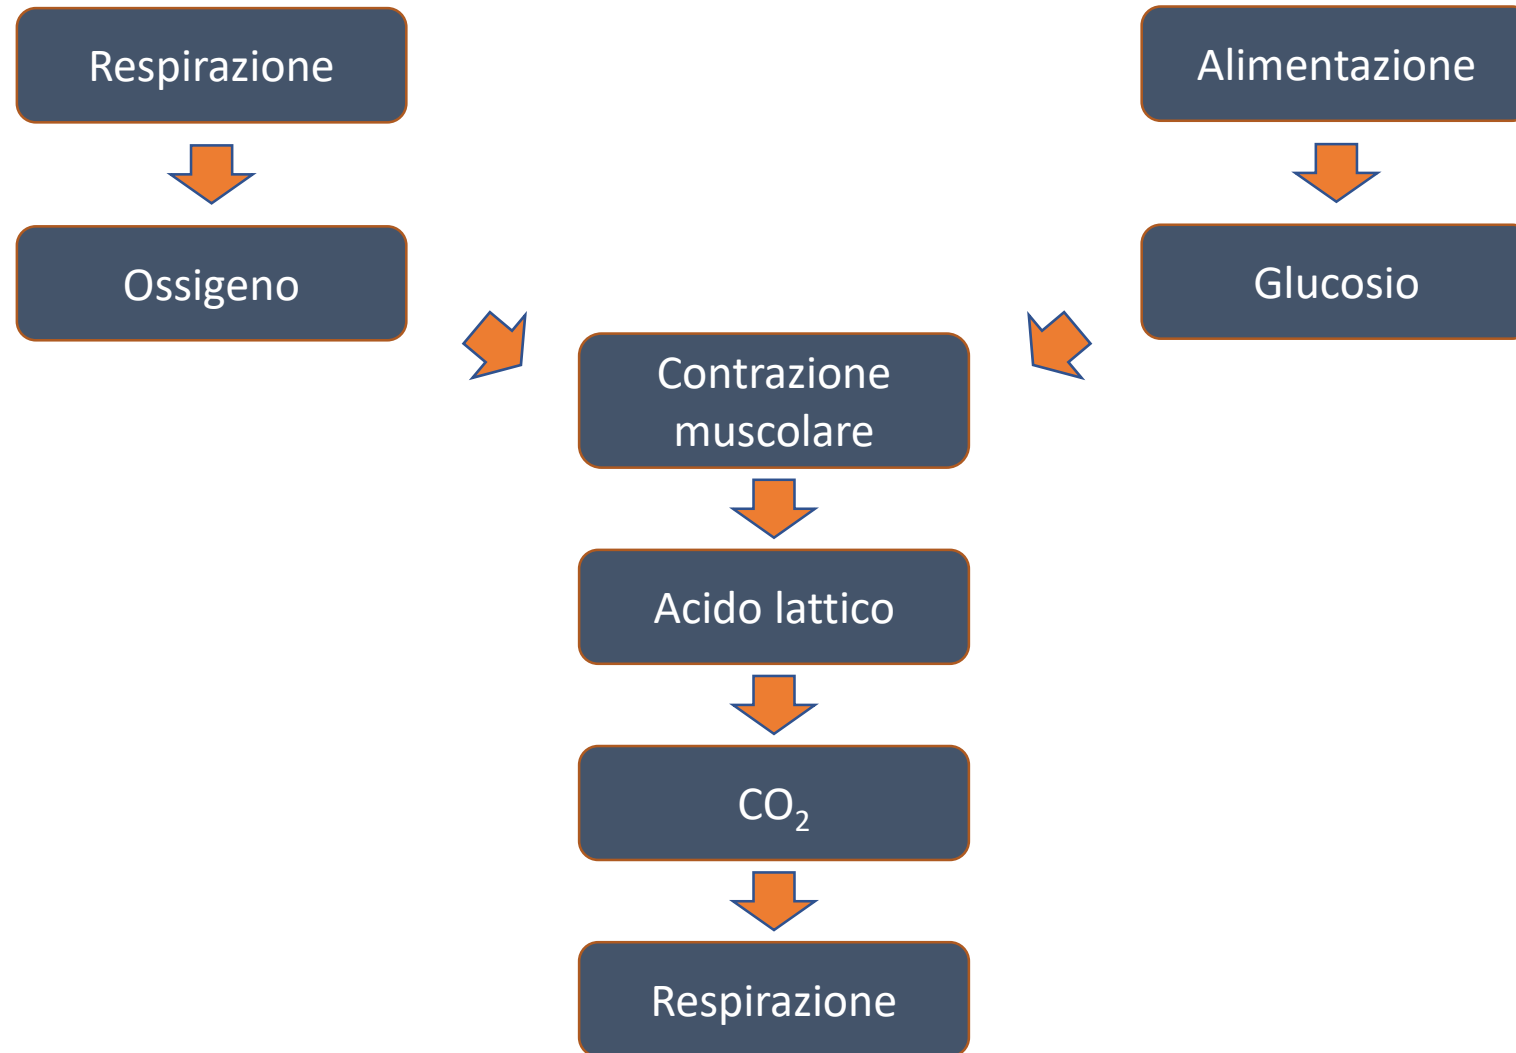 Respirazione
Alimentazione
Ossigeno
Glucosio
Contrazione
muscolare
Acido lattico
CO₂
Respirazione